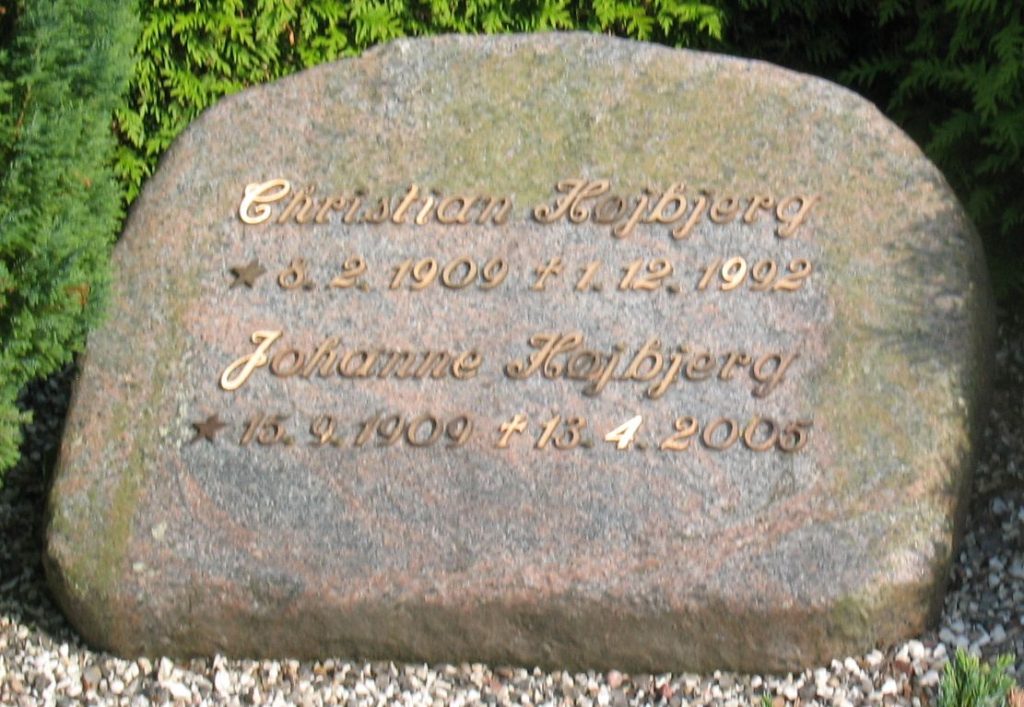 Christian Højbjerg
★ 8. 2. 1909 ✝ 1. 12. 1992
Johanne Højbjerg
★ 15. 9. 1909 ✝ 13. 4. 2005